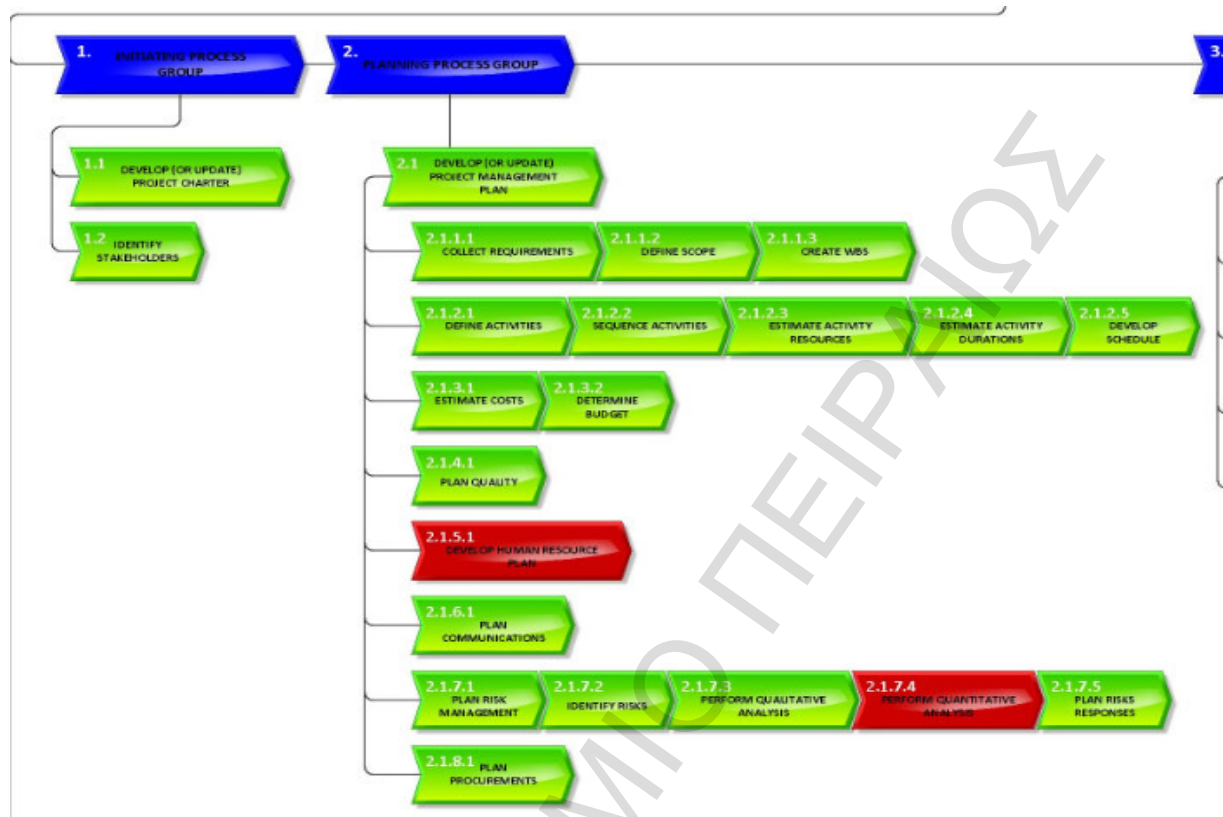 1.
INITIATING PROCESS
GROUP
2.
PLANNING PROCESS GROUP
3.
1.1
DEVELOP (OR UPDATE)
PROJECT CHARTER
1.2
IDENTIFY
STAKEHOLDERS
2.1
DEVELOP (OR UPDATE)
PROJECT MANAGEMENT
PLAN
2.1.1.1
COLLECT REQUIREMENTS
2.1.1.2
DEFINE SCOPE
2.1.1.3
CREATE WBS
2.1.2.1
DEFINE ACTIVITIES
2.1.2.2
SEQUENCE ACTIVITIES
2.1.2.3
ESTIMATE ACTIVITY
RESOURCES
2.1.2.4
ESTIMATE ACTIVITY
DURATIONS
2.1.2.5
DEVELOP
SCHEDULE
2.1.3.1
ESTIMATE COSTS
2.1.3.2
DETERMINE
BUDGET
2.1.4.1
PLAN QUALITY
2.1.5.1
DEVELOP HUMAN RESOURCE
PLAN
2.1.6.1
PLAN
COMMUNICATIONS
2.1.7.1
PLAN RISK
MANAGEMENT
2.1.7.2
IDENTIFY RISKS
2.1.7.3
PERFORM QUALITATIVE
ANALYSIS
2.1.7.4
PERFORM QUANTITATIVE
ANALYSIS
2.1.7.5
PLAN RISKS
RESPONSES
2.1.8.1
PLAN
PROCUREMENTS
ΜΙΟ ΠΕΙΡΑΙΩΣ